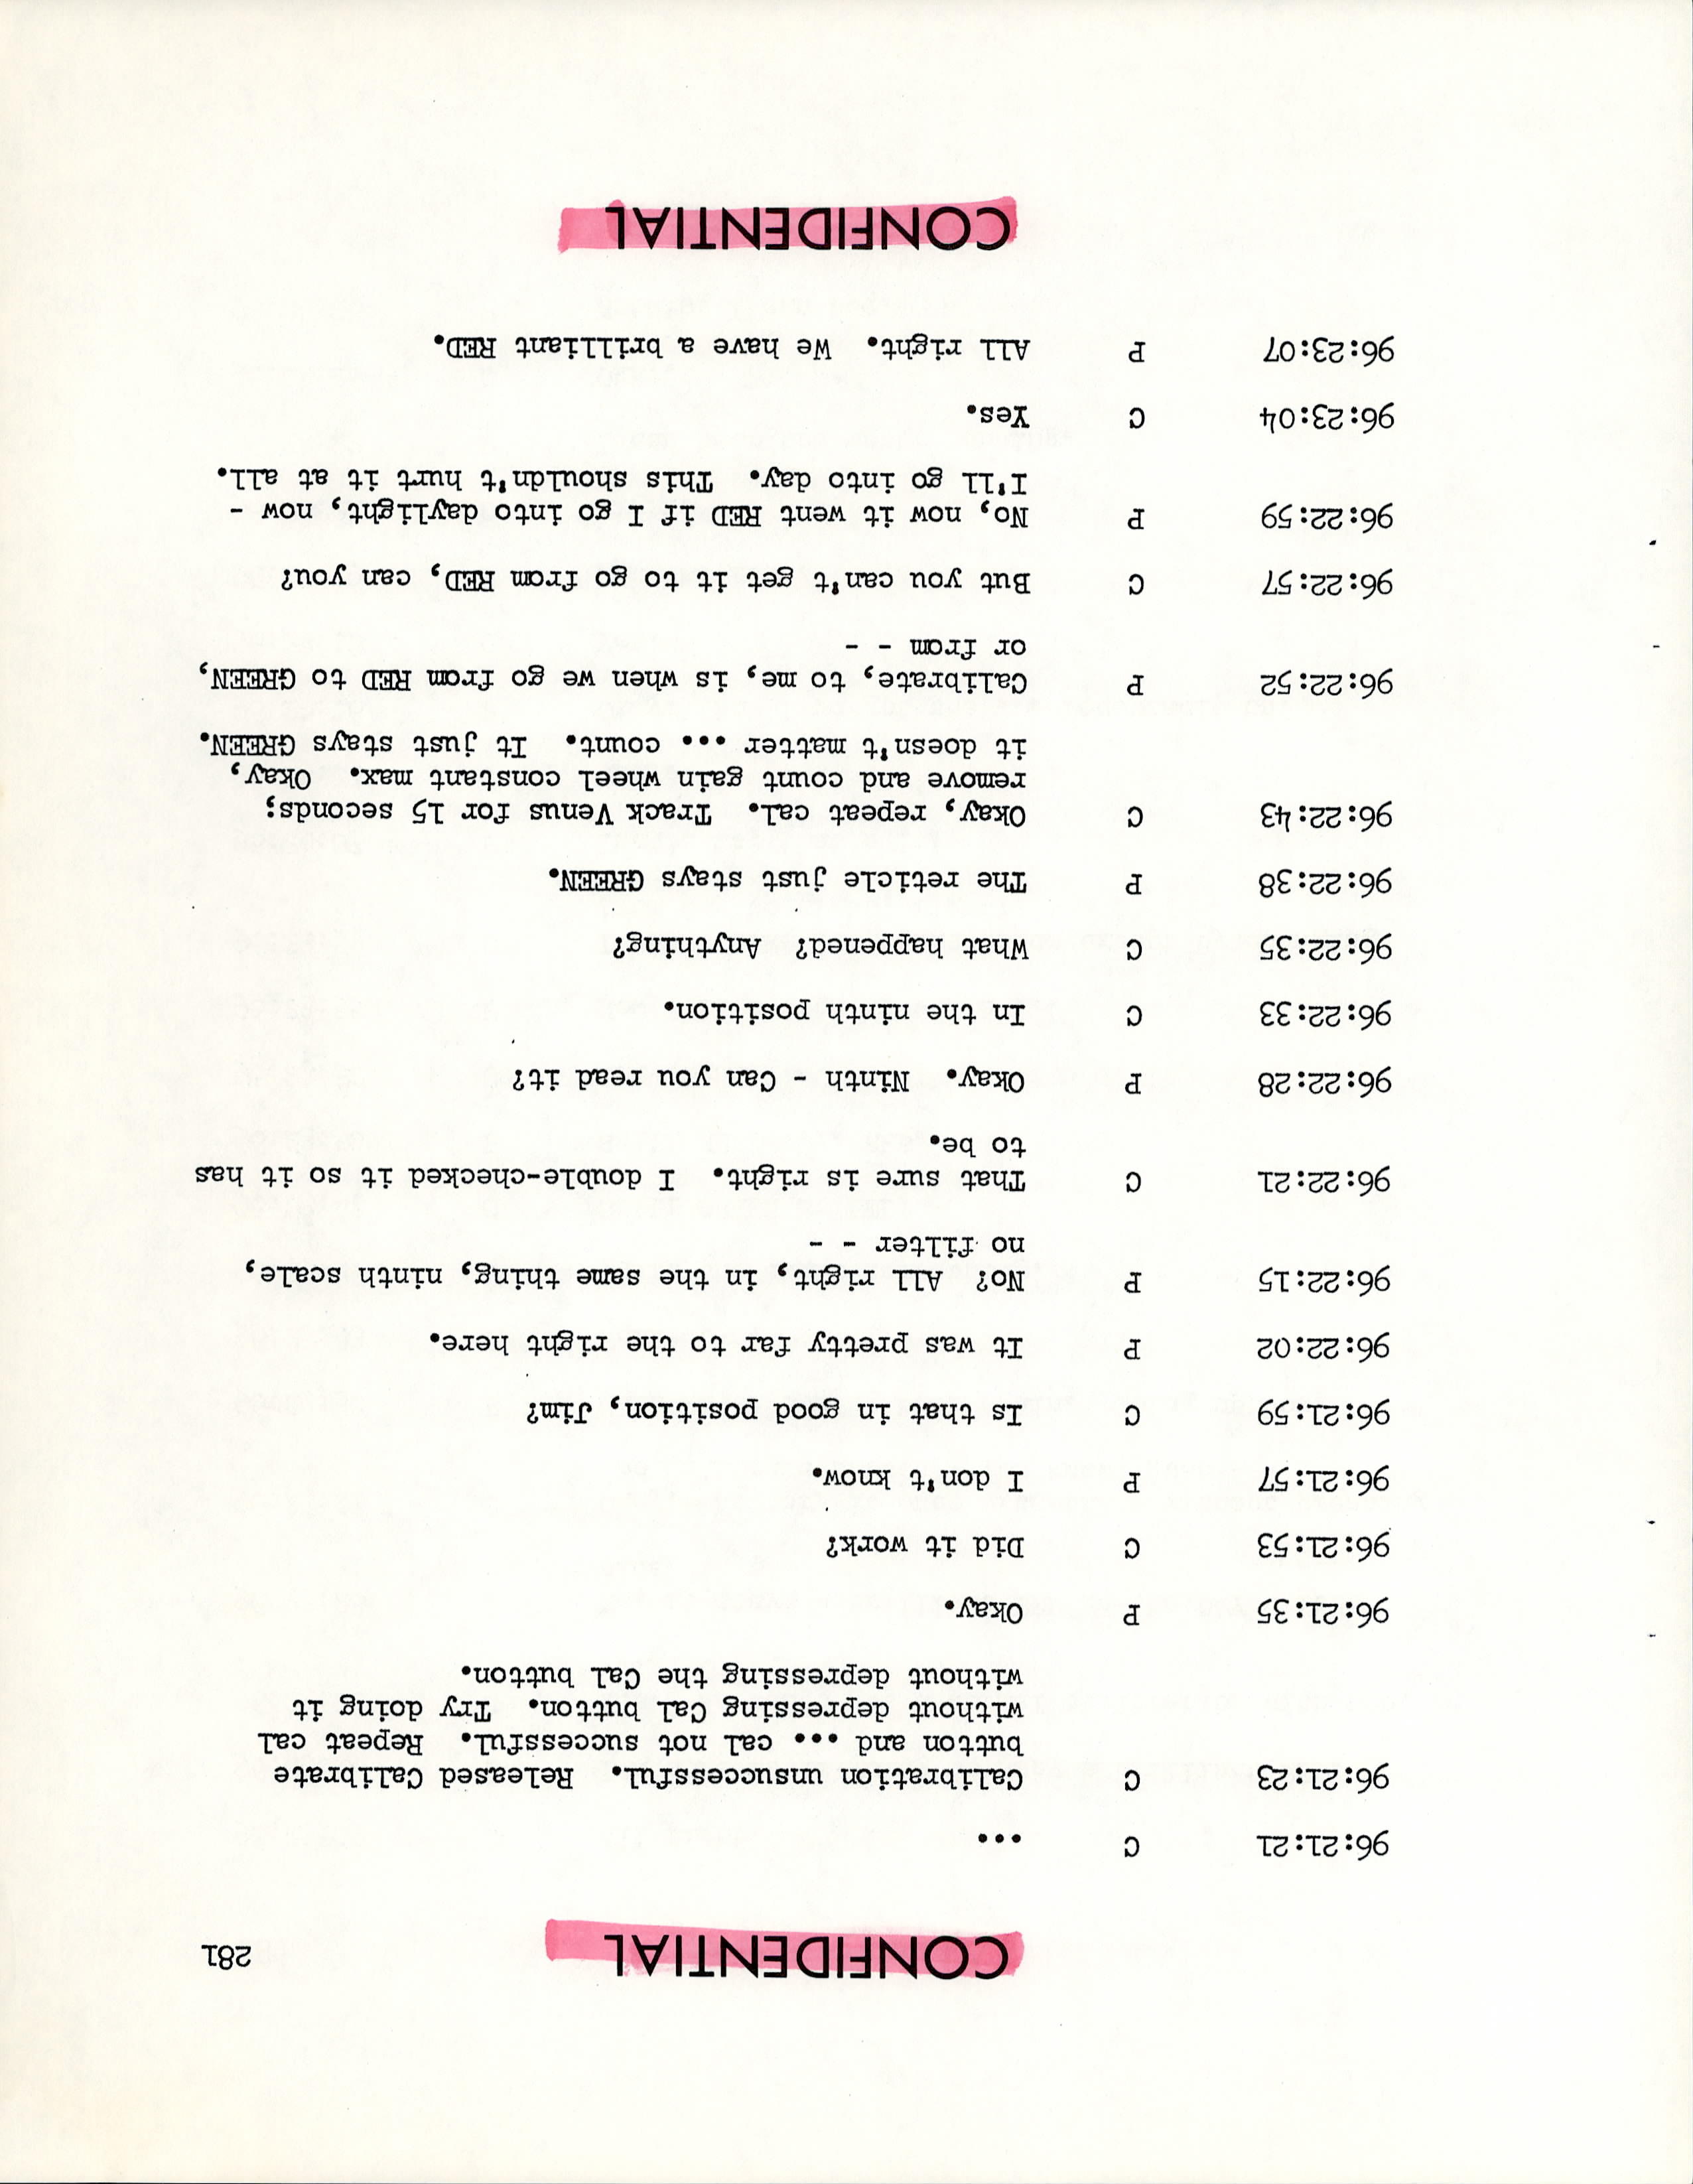 CONFIDENTIAL 281
96:21:21 C ...
96:21:23 C Calibration unsuccessful. Released Calibrate
button and ... cal not successful. Repeat cal
without depressing Cal button. Try doing it
without depressing the Cal button.
96:21:35 P Okay.
96:21:53 C Did it work?
96:21:57 P I don't know.
96:21:59 C Is that in good position, Jim?
96:22:02 P It was pretty far to the right here.
96:22:15 P No? All right, in the same thing, ninth scale,
no filter - -
96:22:21 C That sure is right. I double-checked it so it has
to be.
96:22:28 P Okay. Ninth - Can you read it?
96:22:33 C In the ninth position.
96:22:35 C What happened? Anything?
96:22:38 P The reticle just stays GREEN.
96:22:43 C Okay, repeat cal. Track Venus for 15 seconds;
remove and count gain wheel constant max. Okay,
it doesn't matter ... count. It just stays GREEN.
96:22:52 P Calibrate, to me, is when we go from RED to GREEN,
or from - -
96:22:57 C But you can't get it to go from RED, can you?
96:22:59 P No, now it went RED if I go into daylight, now -
I'll go into day. This shouldn't hurt it at all.
96:23:04 C Yes.
96:23:07 P All right. We have a brilliant RED.
CONFIDENTIAL